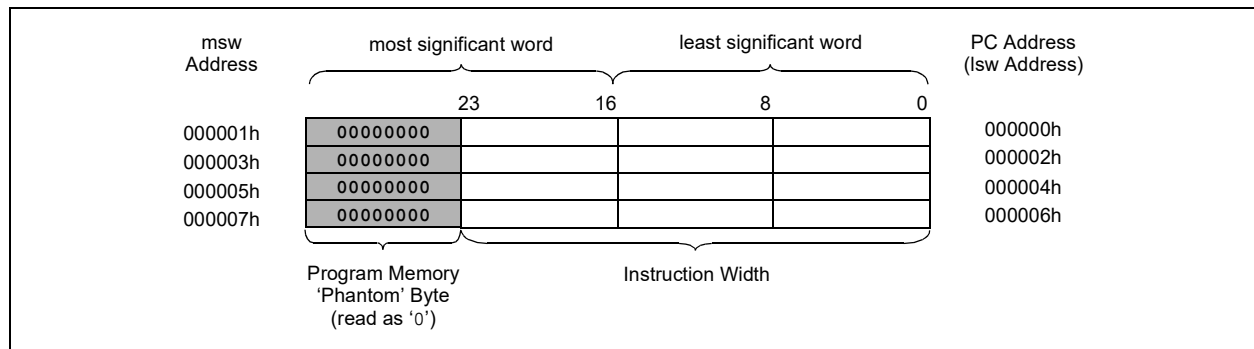 msw
Address
most significant word
least significant word
PC Address
(lsw Address)
23 16 8 0
000001h 00000000 000000h
000003h 00000000 000002h
000005h 00000000 000004h
000007h 00000000 000006h
Program Memory
‘Phantom’ Byte
(read as ‘0’)
Instruction Width